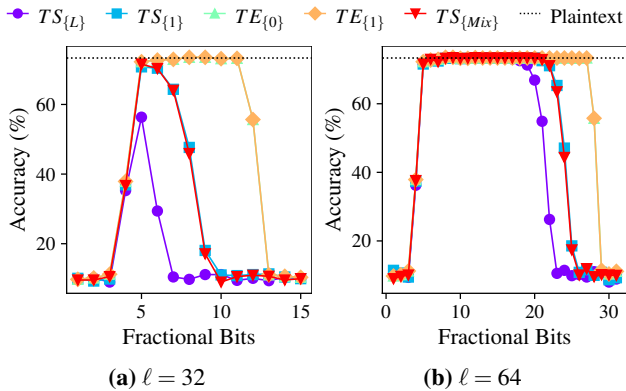 TS{L} TS{1} TE{0} TE{1} TS{Mix} Plaintext
Accuracy (%)
60
40
20
5 10 15
Fractional Bits
(a) ℓ = 32
Accuracy (%)
60
40
20
0 10 20 30
Fractional Bits
(b) ℓ = 64